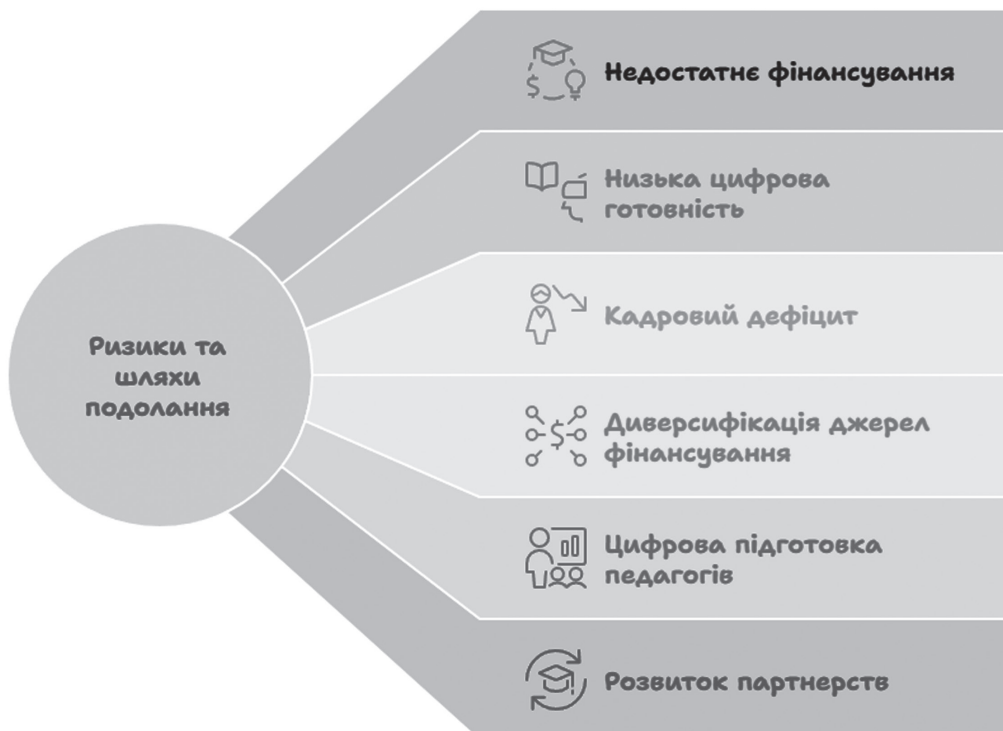 Ризики та
шляхи
подолання
Недостатнє фінансування
Низька цифрова
готовність
Кадровий дефіцит
Диверсифікація джерел
фінансування
Цифрова підготовка
педагогів
Розвиток партнерств